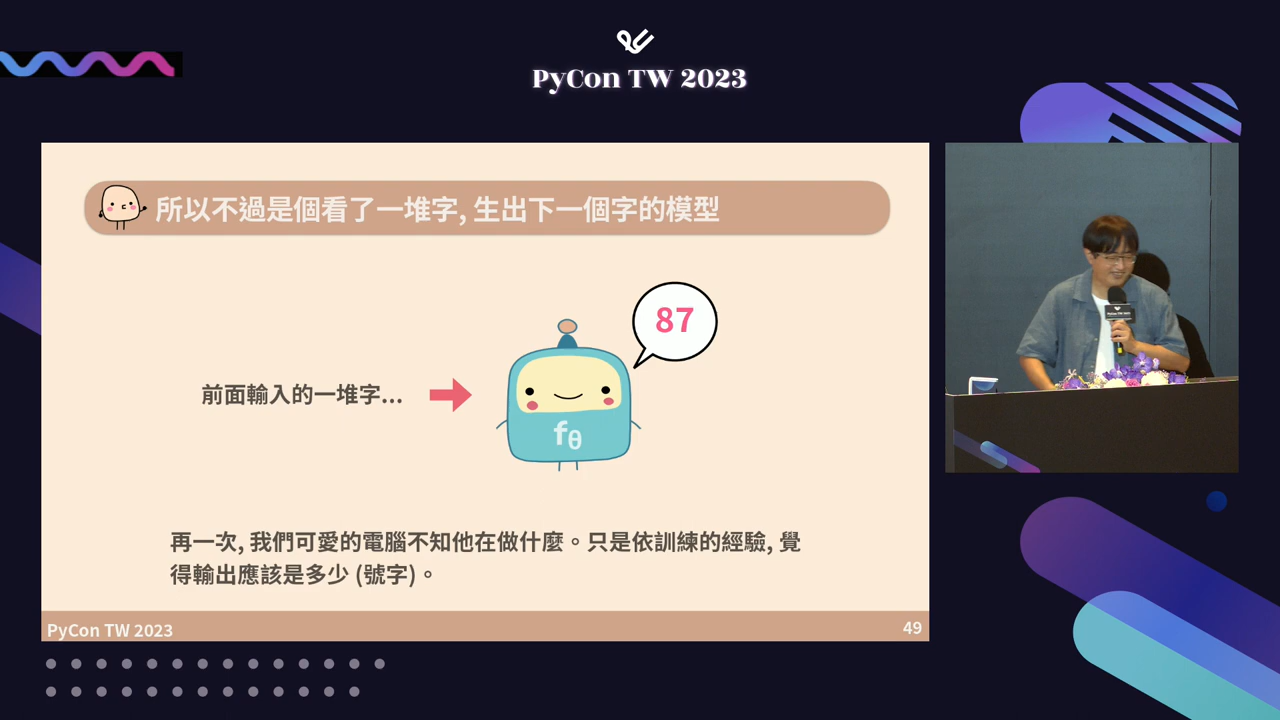 PyCon TW 2023
所以不過是個看了一堆字, 生出下一個字的模型
87
前面輸入的一堆字...
fθ
再一次, 我們可愛的電腦不知他在做什麼。只是依訓練的經驗, 覺
得輸出應該是多少 (號字)。
PyCon TW 2023
49